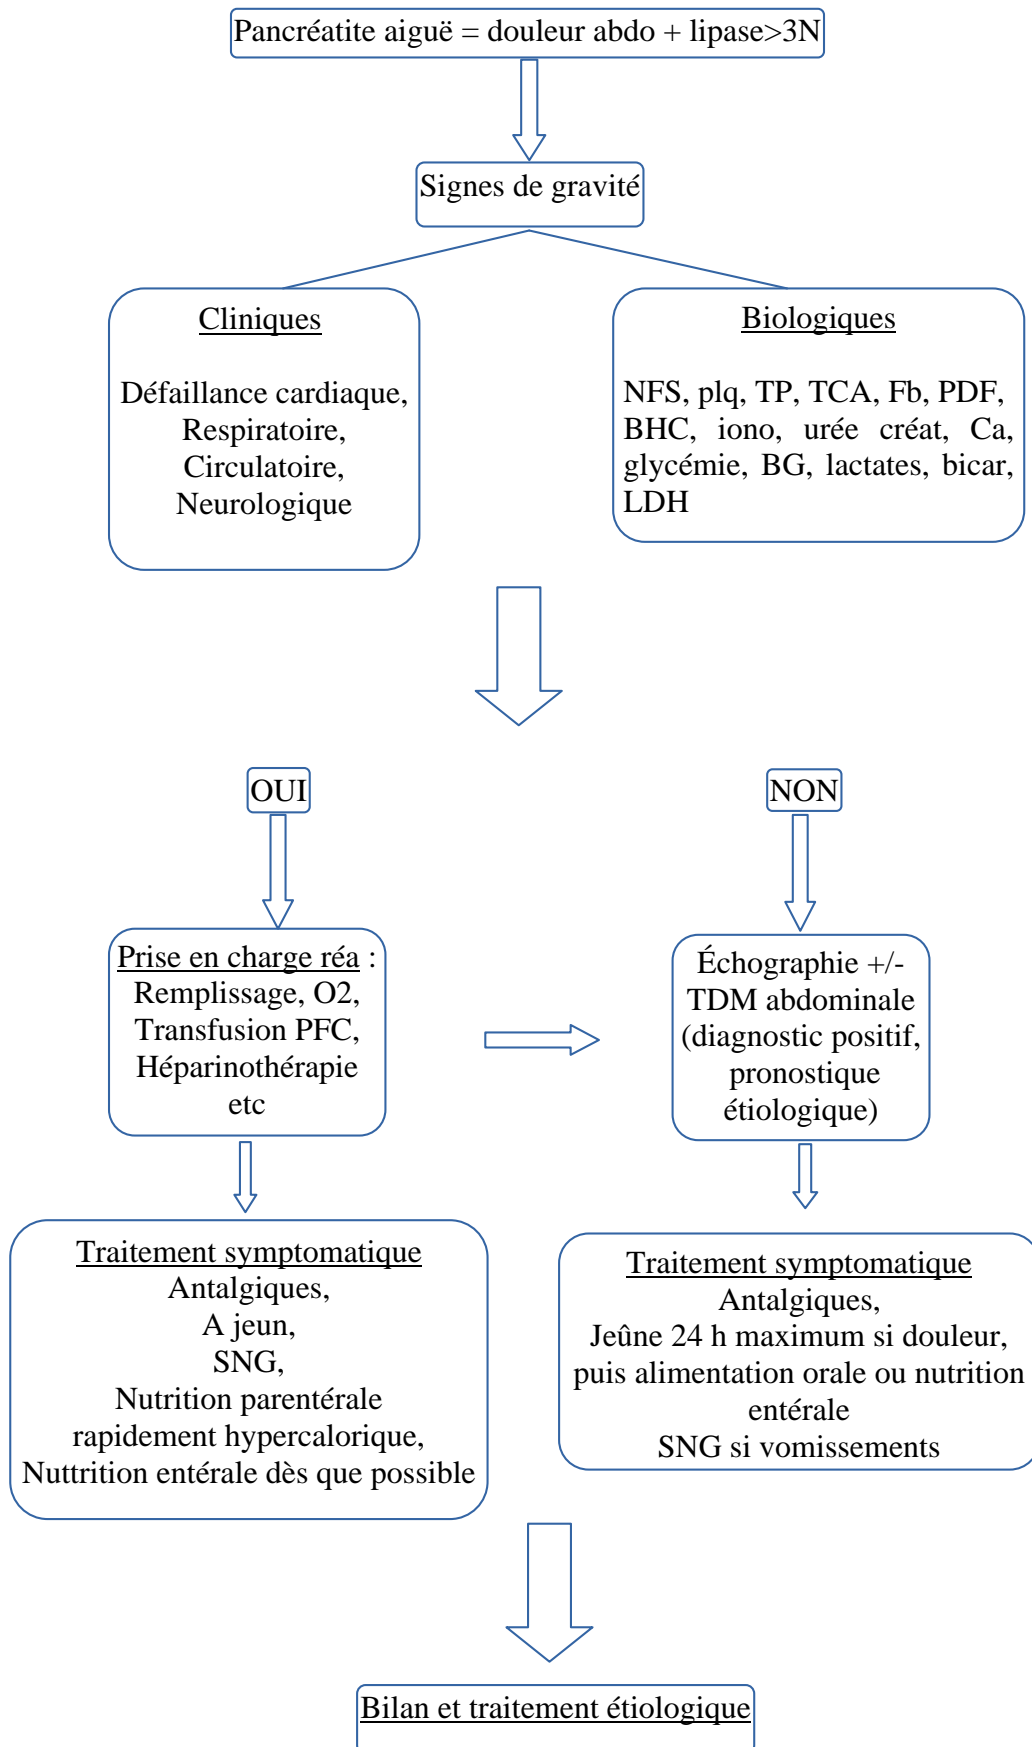 Pancréatite aiguë = douleur abdo + lipase>3N
Signes de gravité
Cliniques
Défaillance cardiaque,
Respiratoire,
Circulatoire,
Neurologique
Biologiques
NFS, plq, TP, TCA, Fb, PDF,
BHC, iono, urée créat, Ca,
glycémie, BG, lactates, bicar,
LDH
OUI
NON
Prise en charge réa :
Remplissage, O2,
Transfusion PFC,
Héparinothérapie
etc
Échographie +/-
TDM abdominale
(diagnostic positif,
pronostique
étiologique)
Traitement symptomatique
Antalgiques,
A jeun,
SNG,
Nutrition parentérale
rapidement hypercalorique,
Nuttrition entérale dès que possible
Traitement symptomatique
Antalgiques,
Jeûne 24 h maximum si douleur,
puis alimentation orale ou nutrition
entérale
SNG si vomissements
Bilan et traitement étiologique